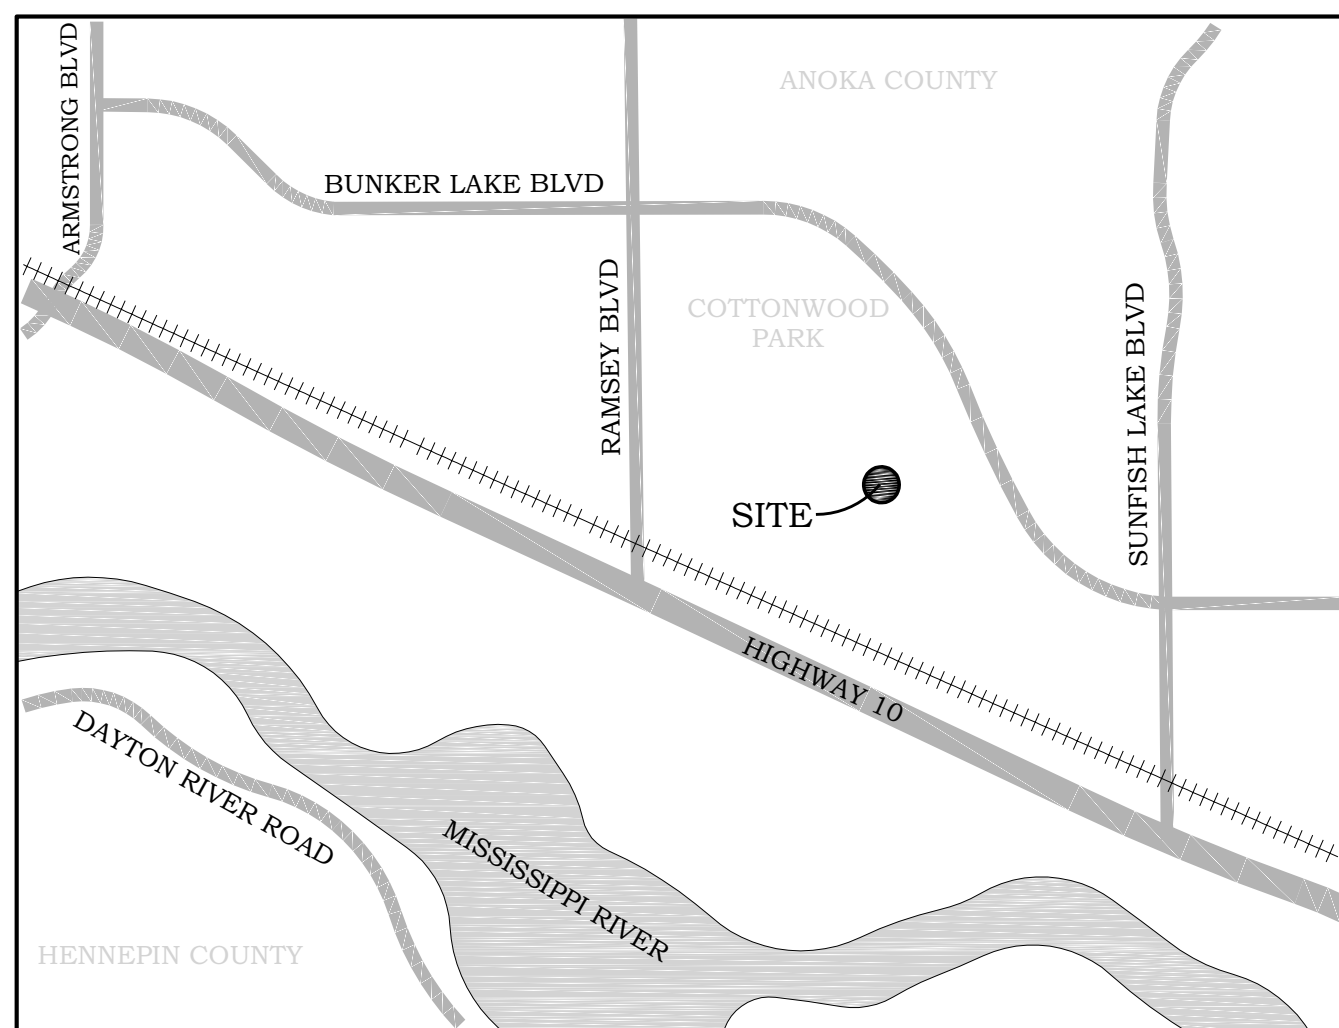 ARMSTRONG BLVD
ANOKA COUNTY
BUNKER LAKE BLVD
RAMSEY BLVD
COTTONWOOD
PARK
SUNFISH LAKE BLVD
SITE
HIGHWAY 10
DAYTON RIVER ROAD
MISSISSIPPI RIVER
HENNEPIN COUNTY